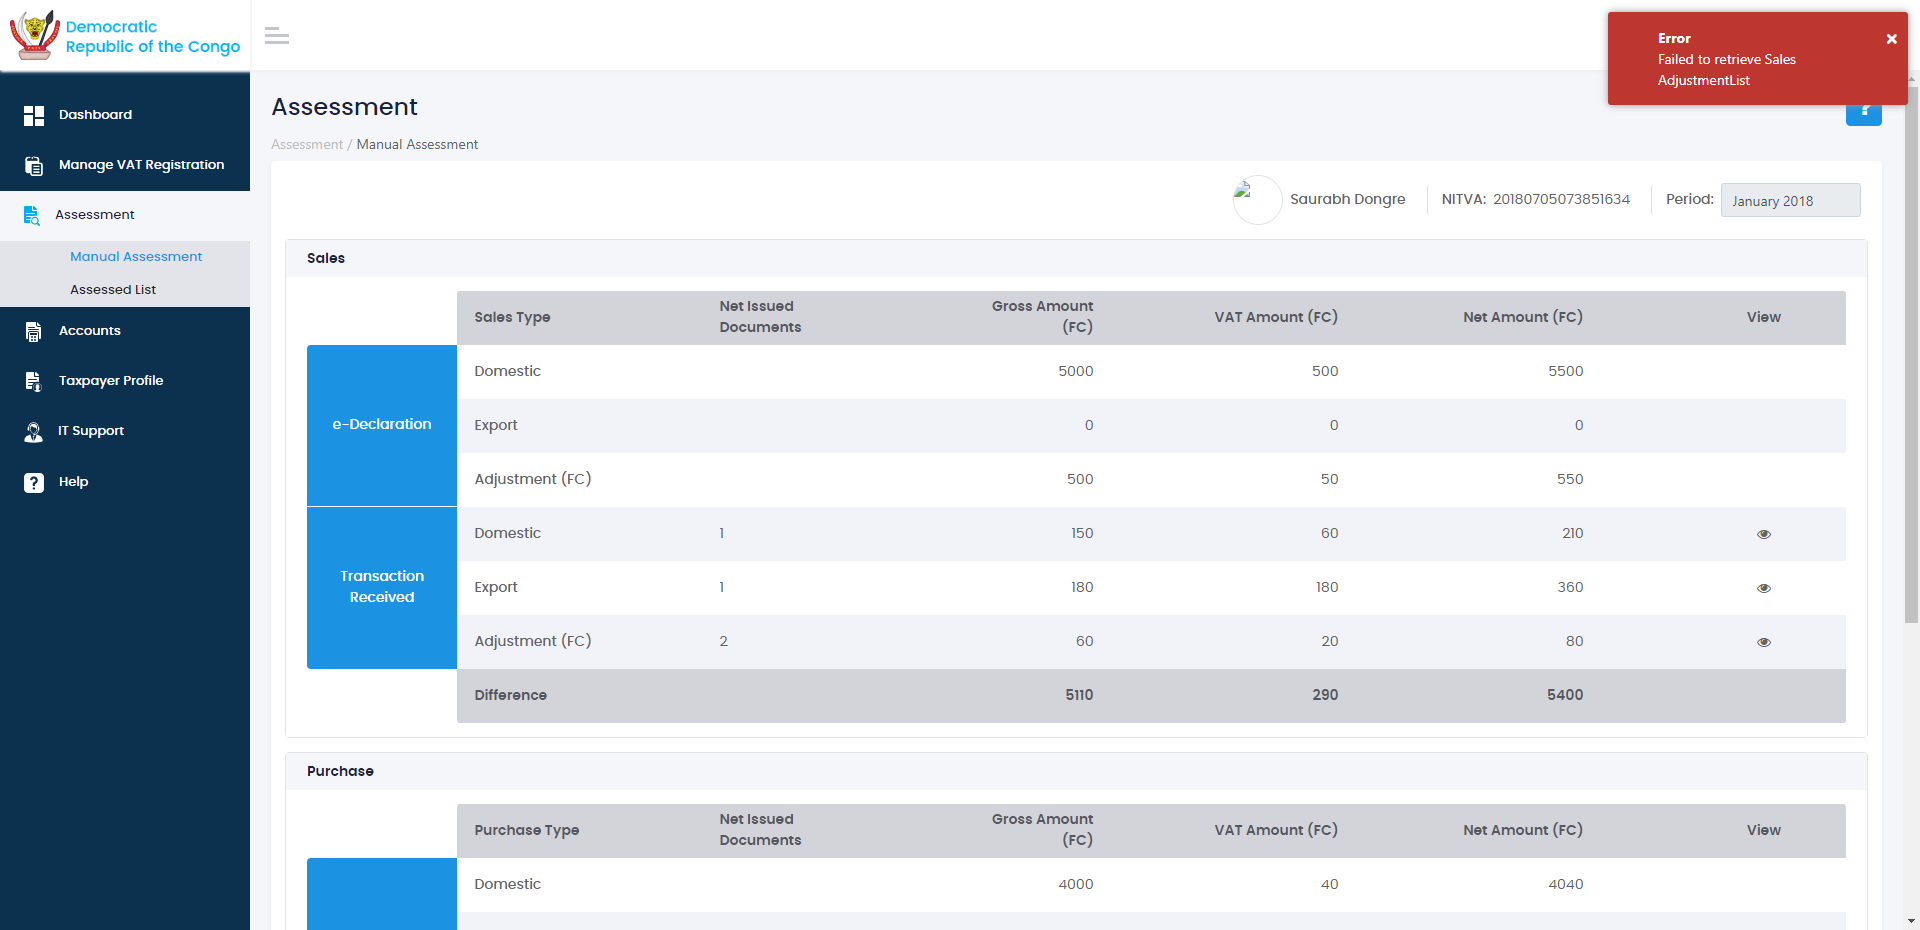 Democratic
Republic of the Congo
Error
Failed to retrieve Sales
AdjustmentList
Dashboard
Manage VAT Registration
Assessment
Manual Assessment
Assessed List
Accounts
Taxpayer Profile
IT Support
Help
Assessment
?
Assessment / Manual Assessment
Saurabh Dongre NITVA: 20180705073851634 Period: January 2018
Sales
Sales Type Net Issued Documents Gross Amount (FC) VAT Amount (FC) Net Amount (FC) View
e-Declaration
Domestic 5000 500 5500
Export 0 0 0
Adjustment (FC) 500 50 550
Transaction
Received
Domestic 1 150 60 210
Export 1 180 180 360
Adjustment (FC) 2 60 20 80
Difference 5110 290 5400
Purchase
Purchase Type Net Issued Documents Gross Amount (FC) VAT Amount (FC) Net Amount (FC) View
Domestic 4000 40 4040